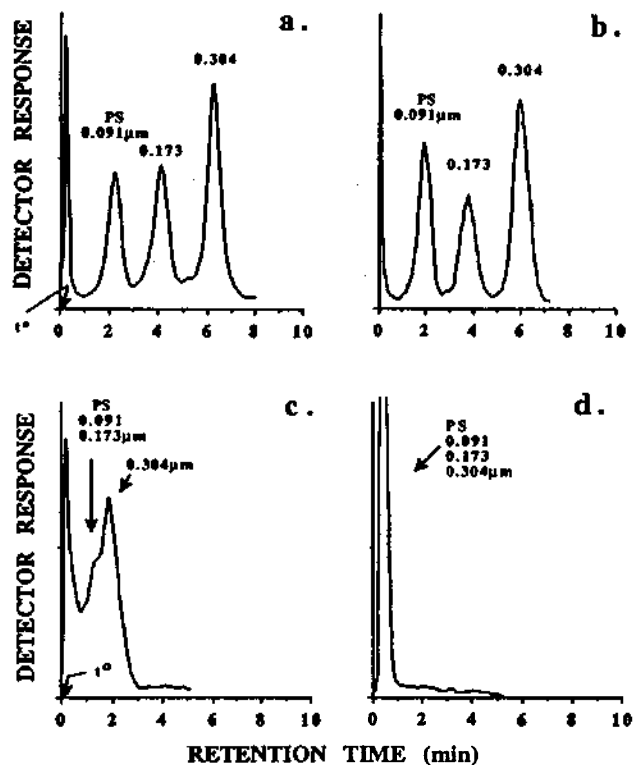 a.
0.304
PS
0.091µm
0.173
DETECTOR RESPONSE
t°
0 2 4 6 8 10
b.
0.304
PS
0.091µm
0.173
0 2 4 6 8 10
c.
PS
0.091
0.173µm
0.304µm
DETECTOR RESPONSE
t°
0 2 4 6 8 10
d.
PS
0.091
0.173
0.304µm
0 2 4 6 8 10
RETENTION TIME (min)